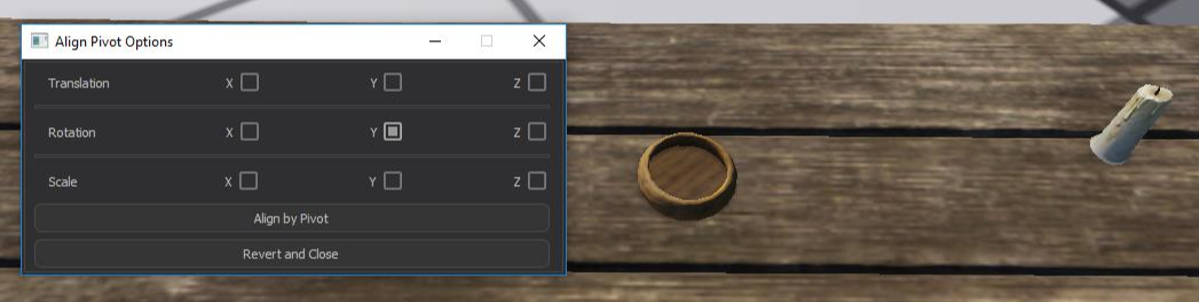 Align Pivot Options
Translation X Y Z
Rotation X Y Z
Scale X Y Z
Align by Pivot
Revert and Close